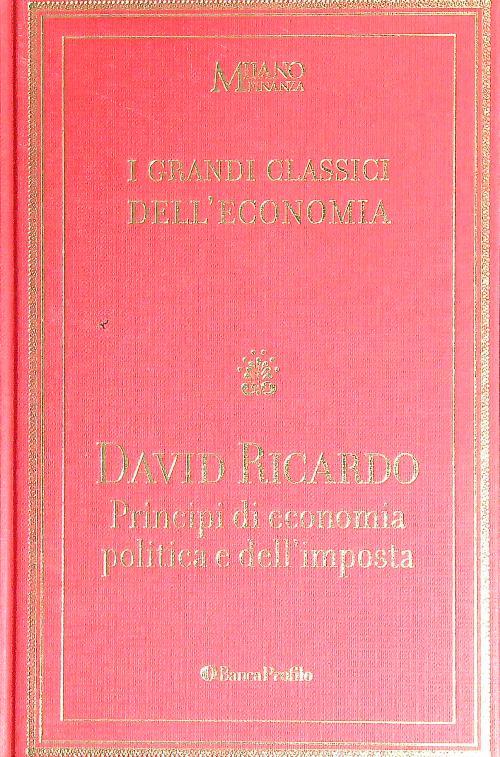 MILANO
FINANZA
I GRANDI CLASSICI
DELL'ECONOMIA
DAVID RICARDO
Principi di economia
politica e dell'imposta
BancaProfilo